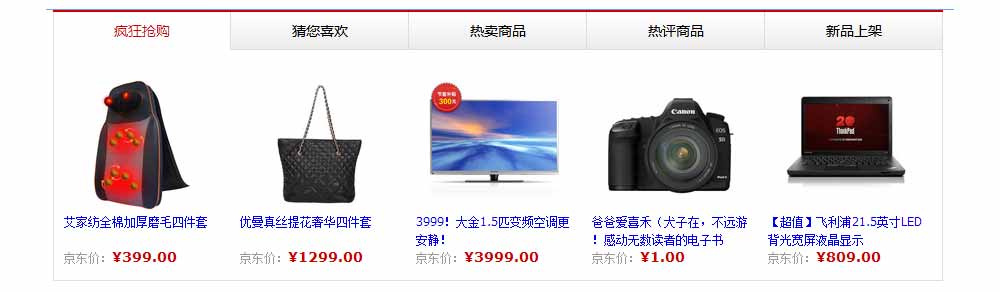 疯狂抢购
猜您喜欢
热卖商品
热评商品
新品上架
节能补贴
300元
Canon
EOS
5D
20
ThinkPad
艾家纺全棉加厚磨毛四件套
优曼真丝提花奢华四件套
3999！大金1.5匹变频空调更
安静！
爸爸爱喜禾（犬子在，不远游
！感动无数读者的电子书
【超值】飞利浦21.5英寸LED
背光宽屏液晶显示
京东价：¥399.00
京东价：¥1299.00
京东价：¥3999.00
京东价：¥1.00
京东价：¥809.00